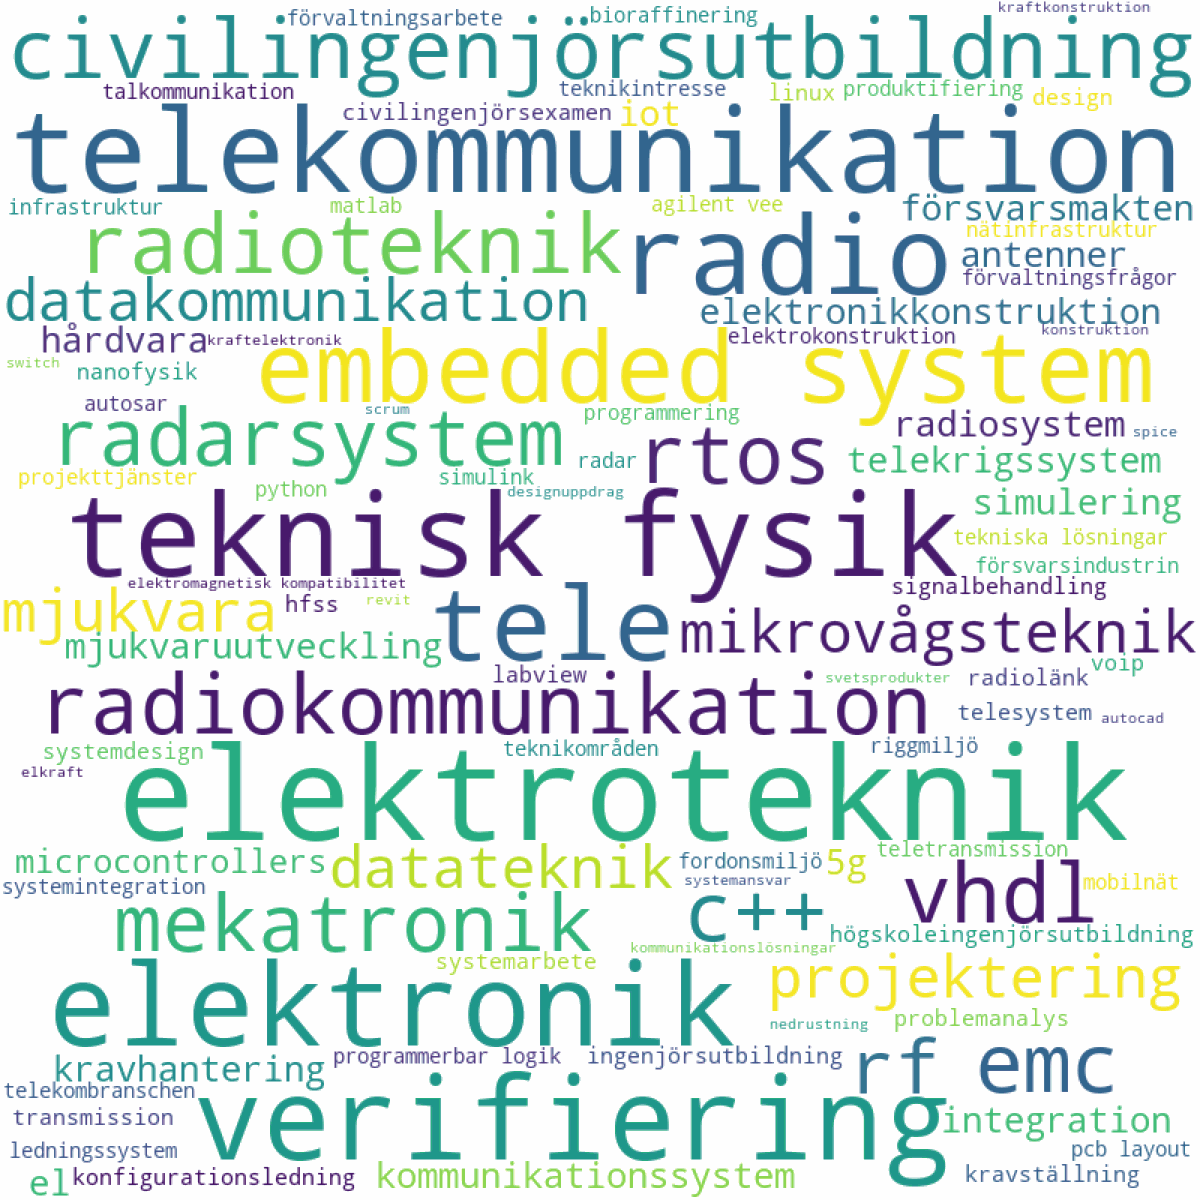 förvaltningsarbete
bioraffinering
kraftkonstruktion
civilingenjörsutbildning
talkommunikation
teknikintresse
linux
produktifiering
design
civilingenjörsexamen
iot
telekommunikation
infrastruktur
matlab
agilent vee
försvarsmakten
radioteknik
radio
nätinfrastruktur
antenner
förvaltningsfrågor
datakommunikation
elektronikkonstruktion
hårdvara
kraftelektronik
elektrokonstruktion
konstruktion
switch
nanofysik
embedded system
autosar
scrum
programmering
radarsystem
rtos
radiosystem
spice
telekrigssystem
projekttjänster
simulink
radar
python
designuppdrag
simulering
teknisk fysik
tekniska lösningar
försvarsindustrin
elektromagnetisk kompatibilitet
signalbehandling
mjukvara
hfss
revit
tele
mikrovågsteknik
mjukvaruutveckling
labview
svetsprodukter
radiolänk
voip
radiokommunikation
telesystem
autocad
systemdesign
teknikområden
riggmiljö
elkraft
elektroteknik
microcontrollers
datateknik
fordonsmiljö
5g
teletransmission
systemintegration
systemansvar
vhdl
mobilnät
mekatronik
c++
högskoleingenjörsutbildning
kommunikationslösningar
systemarbete
projektering
elektronik
nedrustning
problemanalys
kravhantering
programmerbar logik
ingenjörsutbildning
rf
emc
telekombranschen
transmission
verifiering
integration
ledningssystem
pcb layout
el
konfigurationsledning
kommunikationssystem
kravställning